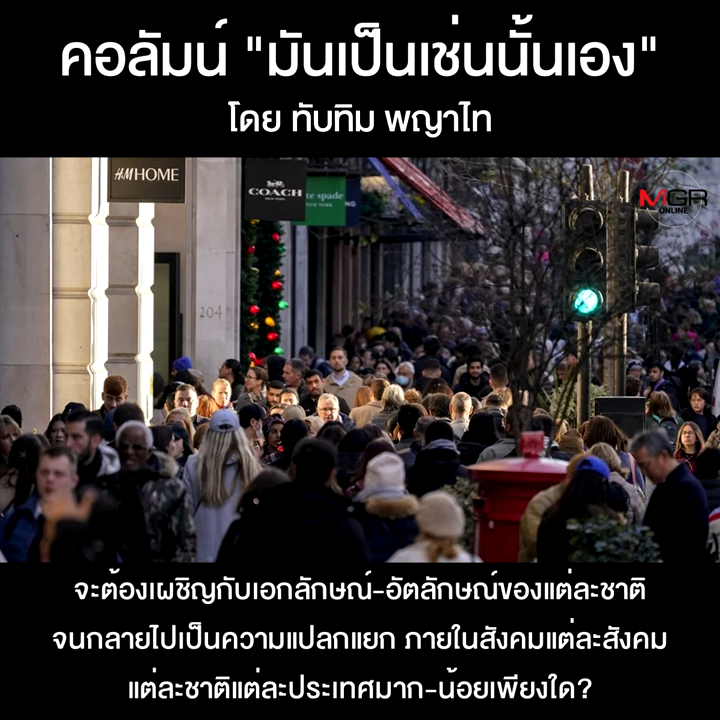 คอลัมน์ "มันเป็นเช่นนั้นเอง"
โดย ทับทิม พญาไท
H&M HOME
COACH
NEW YORK
te spade
NEW YORK
NG
MGR
ONLINE
204
จะต้องเผชิญกับเอกลักษณ์-อัตลักษณ์ของแต่ละชาติ
จนกลายไปเป็นความแปลกแยก ภายในสังคมแต่ละสังคม
แต่ละชาติแต่ละประเทศมาก-น้อยเพียงใด?